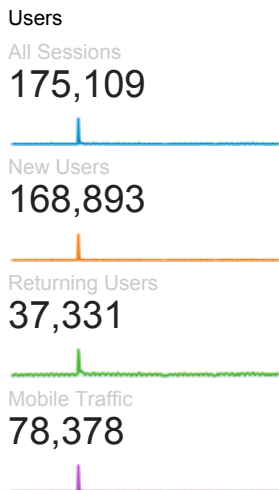 Users
All Sessions
175,109
New Users
168,893
Returning Users
37,331
Mobile Traffic
78,378